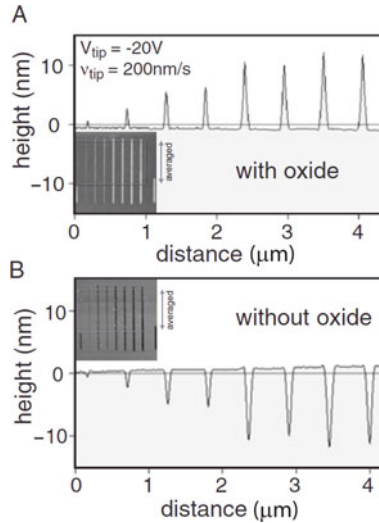 A
V_tip = -20V
ν_tip = 200nm/s
10
0
−10
height (nm)
averaged
with oxide
0 1 2 3 4
distance (μm)
B
10
0
−10
height (nm)
averaged
without oxide
0 1 2 3 4
distance (μm)